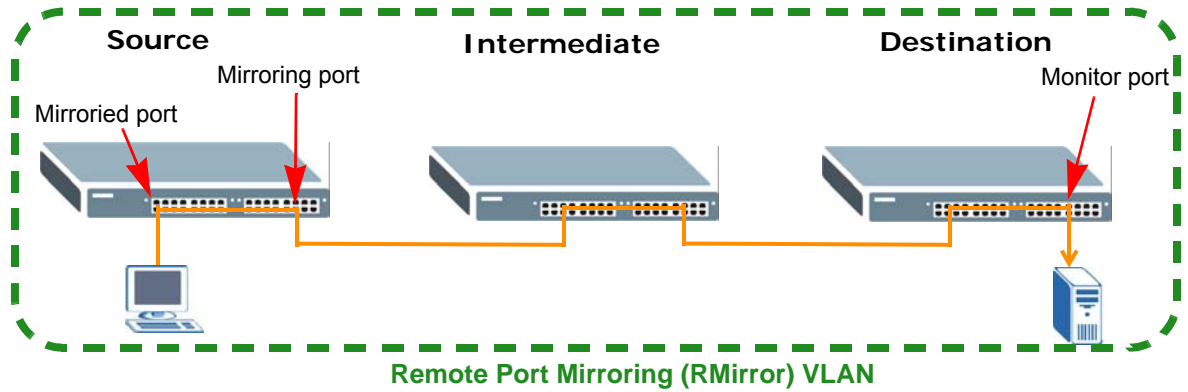 Source
Intermediate
Destination
Mirroring port
Monitor port
Mirroried port
Remote Port Mirroring (RMirror) VLAN